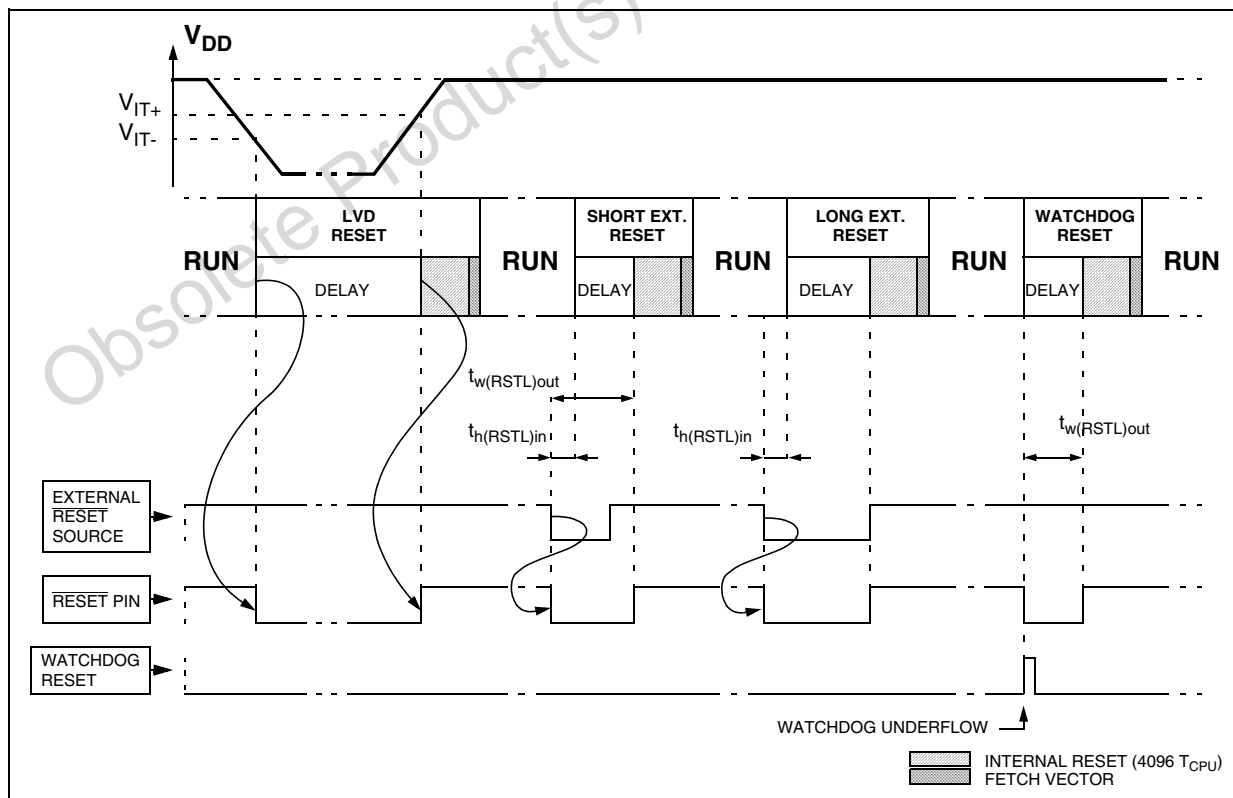 Obsolete Product(s)
VDD
VIT+
VIT-
LVD
RESET
SHORT EXT.
RESET
LONG EXT.
RESET
WATCHDOG
RESET
RUN
DELAY
RUN
DELAY
RUN
DELAY
RUN
DELAY
RUN
tw(RSTL)out
th(RSTL)in
th(RSTL)in
tw(RSTL)out
EXTERNAL
RESET
SOURCE
RESET PIN
WATCHDOG
RESET
WATCHDOG UNDERFLOW
INTERNAL RESET (4096 TCPU)
FETCH VECTOR